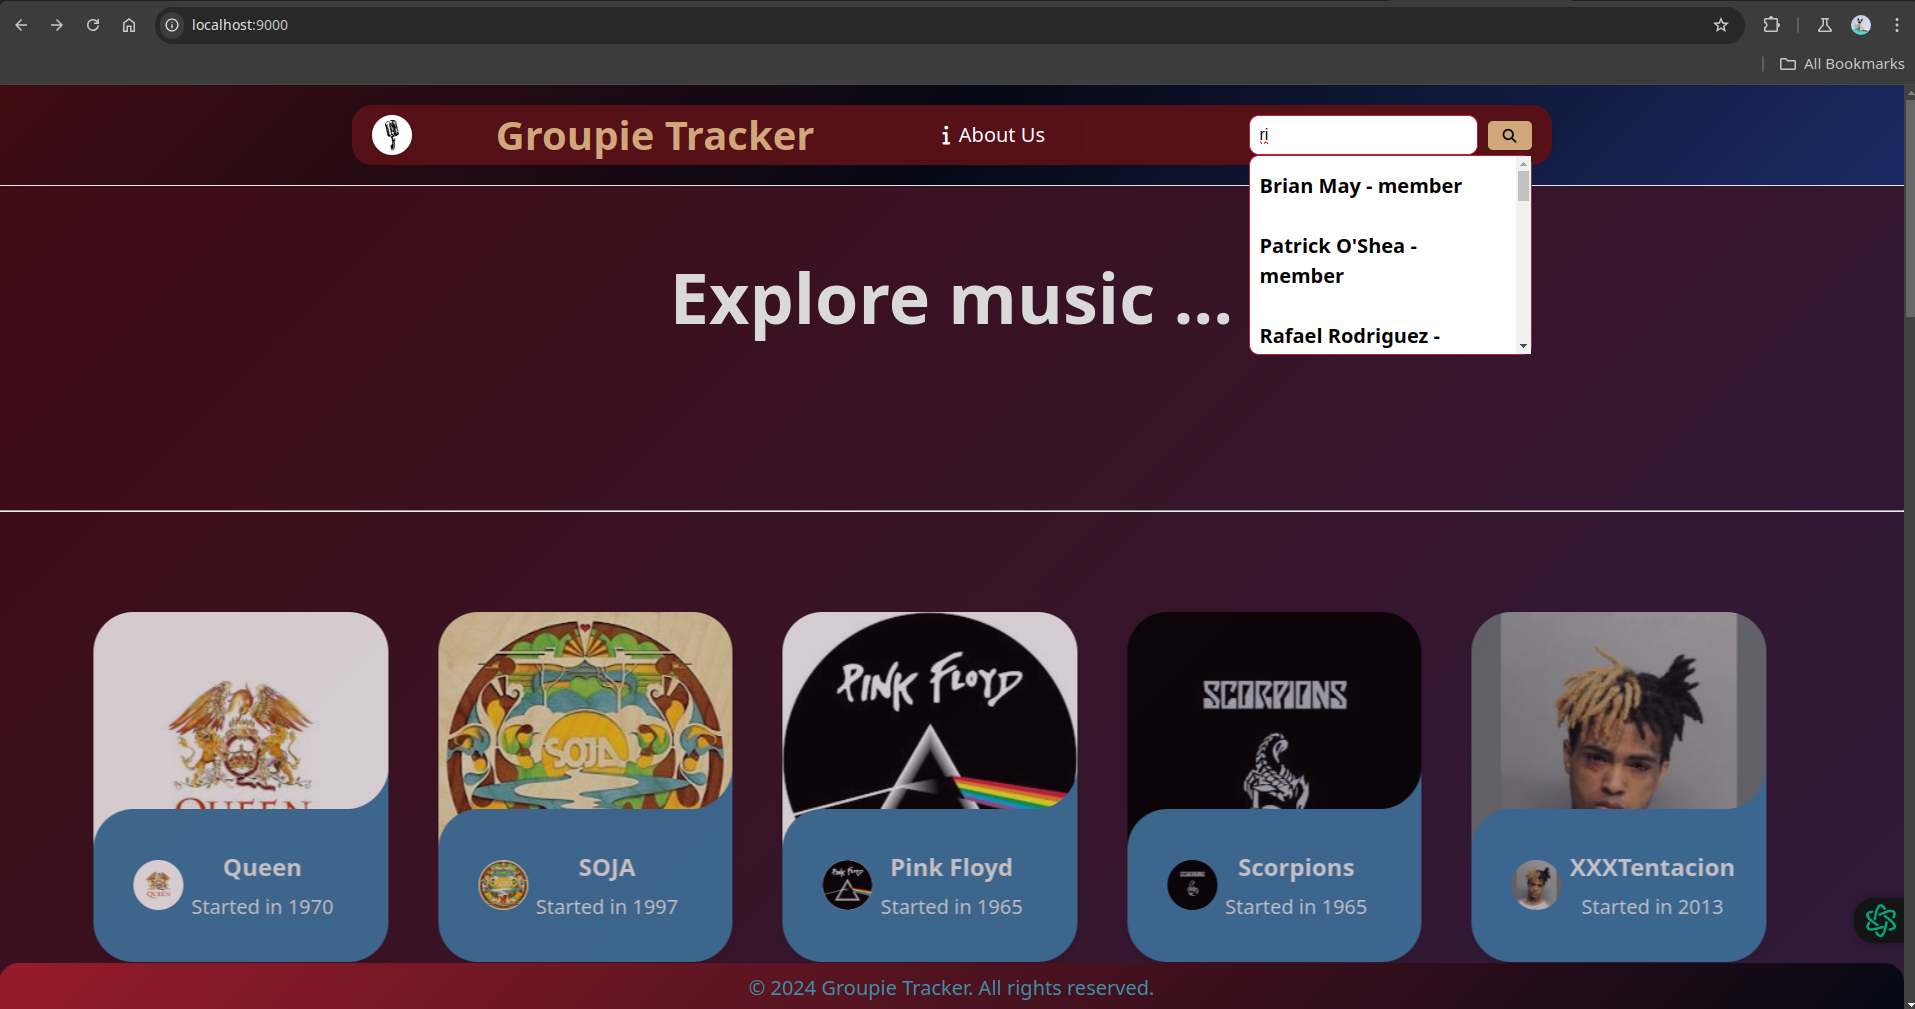 localhost:9000
All Bookmarks
Groupie Tracker
About Us
ri
Brian May - member
Patrick O'Shea -
member
Rafael Rodriguez -
Explore music ...
QUEEN
SOJA
PINK FLOYD
SCORPIONS
Queen
Started in 1970
SOJA
Started in 1997
Pink Floyd
Started in 1965
Scorpions
Started in 1965
XXXTentacion
Started in 2013
© 2024 Groupie Tracker. All rights reserved.